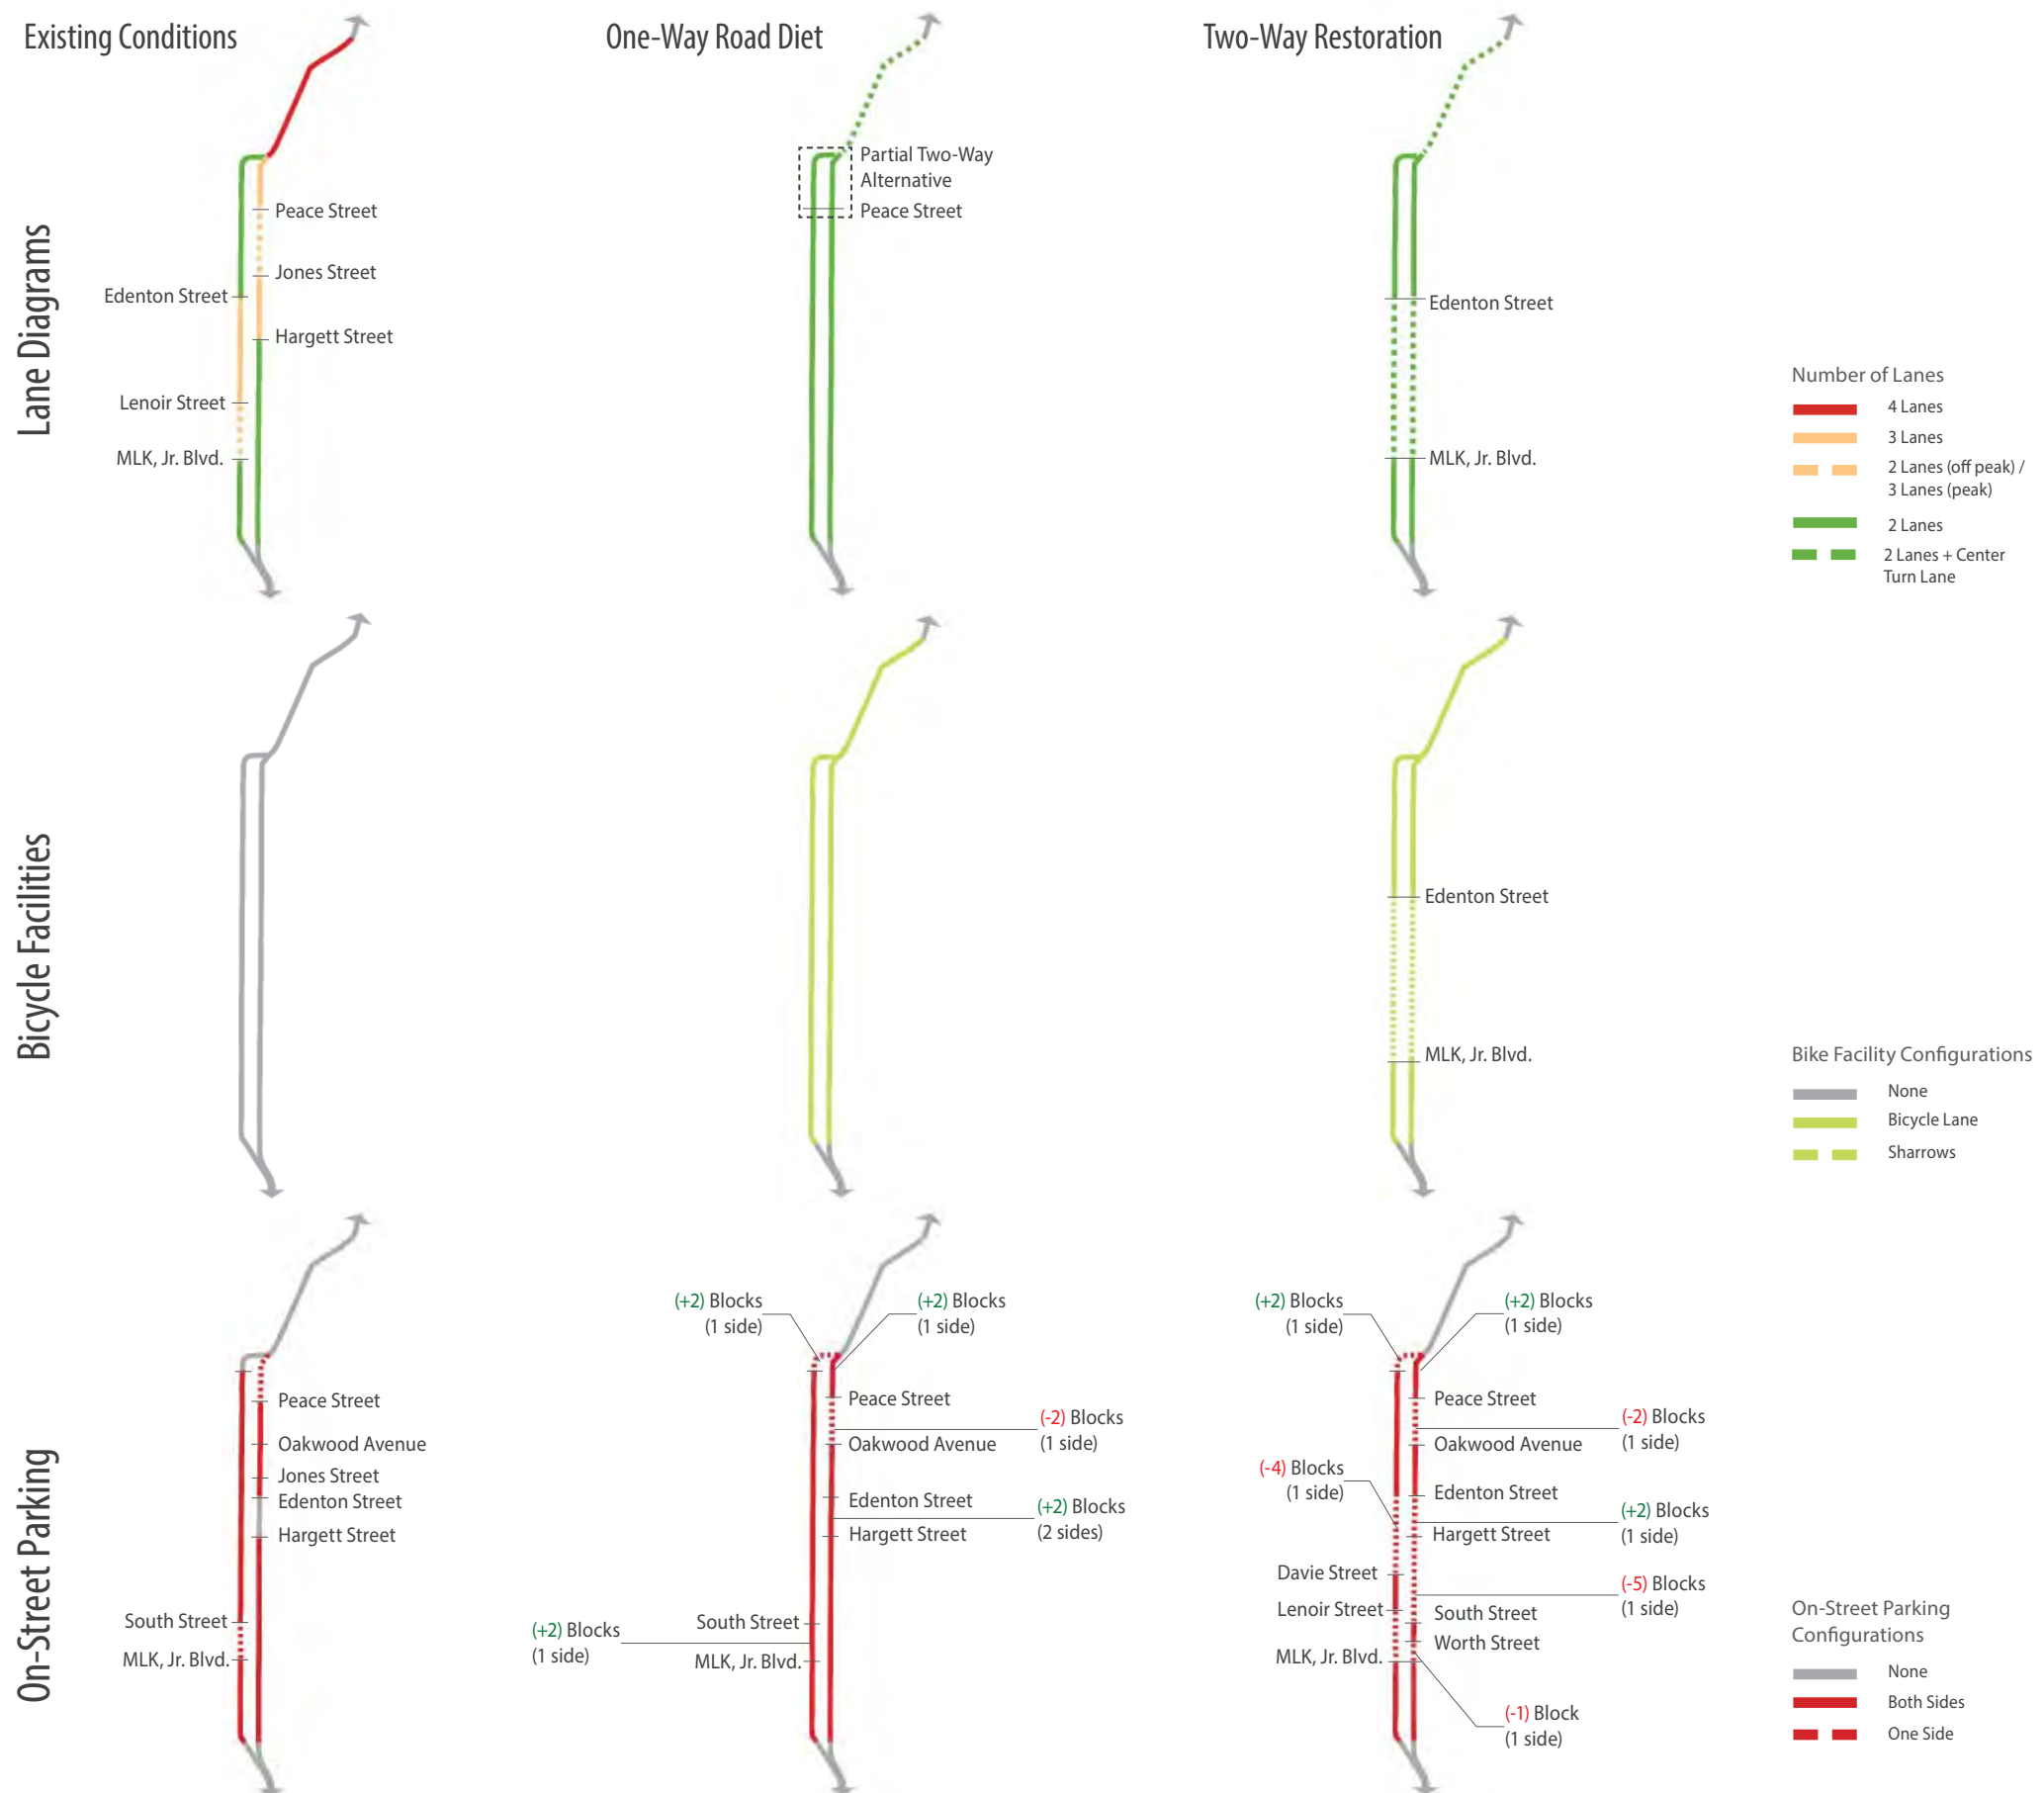 Existing Conditions
One-Way Road Diet
Two-Way Restoration
Lane Diagrams
Peace Street
Jones Street
Edenton Street
Hargett Street
Lenoir Street
MLK, Jr. Blvd.
Partial Two-Way
Alternative
Peace Street
Edenton Street
MLK, Jr. Blvd.
Number of Lanes
4 Lanes
3 Lanes
2 Lanes (off peak) /
3 Lanes (peak)
2 Lanes
2 Lanes + Center
Turn Lane
Bicycle Facilities
Edenton Street
MLK, Jr. Blvd.
Bike Facility Configurations
None
Bicycle Lane
Sharrows
On-Street Parking
Peace Street
Oakwood Avenue
Jones Street
Edenton Street
Hargett Street
South Street
MLK, Jr. Blvd.
(+2) Blocks
(1 side)
(+2) Blocks
(1 side)
Peace Street
(-2) Blocks
(1 side)
Oakwood Avenue
Edenton Street
(+2) Blocks
(2 sides)
Hargett Street
South Street
(+2) Blocks
(1 side)
MLK, Jr. Blvd.
(+2) Blocks
(1 side)
(+2) Blocks
(1 side)
Peace Street
(-2) Blocks
(1 side)
Oakwood Avenue
(-4) Blocks
(1 side)
Edenton Street
(+2) Blocks
(1 side)
Hargett Street
Davie Street
(-5) Blocks
(1 side)
Lenoir Street
South Street
Worth Street
MLK, Jr. Blvd.
(-1) Block
(1 side)
On-Street Parking
Configurations
None
Both Sides
One Side